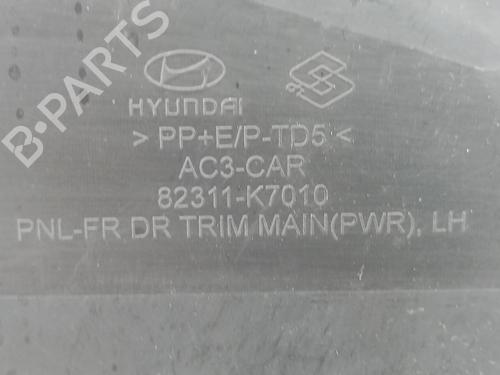 B-PARTS
HYUNDAI
> PP+E/P-TD5 <
AC3-CAR
82311-K7010
PNL-FR DR TRIM MAIN(PWR), LH